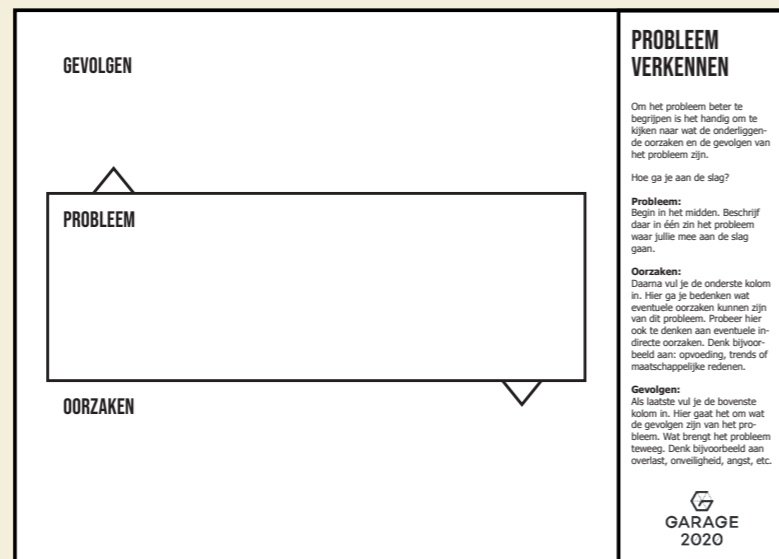 GEVOLGEN
PROBLEEM
OORZAKEN
PROBLEEM
VERKENNEN
Om het probleem beter te
begrijpen is het handig om te
kijken naar wat de onderliggen-
de oorzaken en de gevolgen van
het probleem zijn.
Hoe ga je aan de slag?
Probleem:
Begin in het midden. Beschrijf
daar in één zin het probleem
waar jullie mee aan de slag
gaan.
Oorzaken:
Daarna vul je de onderste kolom
in. Hier ga je bedenken wat
eventuele oorzaken kunnen zijn
van dit probleem. Probeer hier
ook te denken aan eventuele in-
directe oorzaken. Denk bijvoor-
beeld aan: opvoeding, trends of
maatschappelijke redenen.
Gevolgen:
Als laatste vul je de bovenste
kolom in. Hier gaat het om wat
de gevolgen zijn van het pro-
bleem. Wat brengt het probleem
teweeg. Denk bijvoorbeeld aan
overlast, onveiligheid, angst, etc.
GARAGE
2020